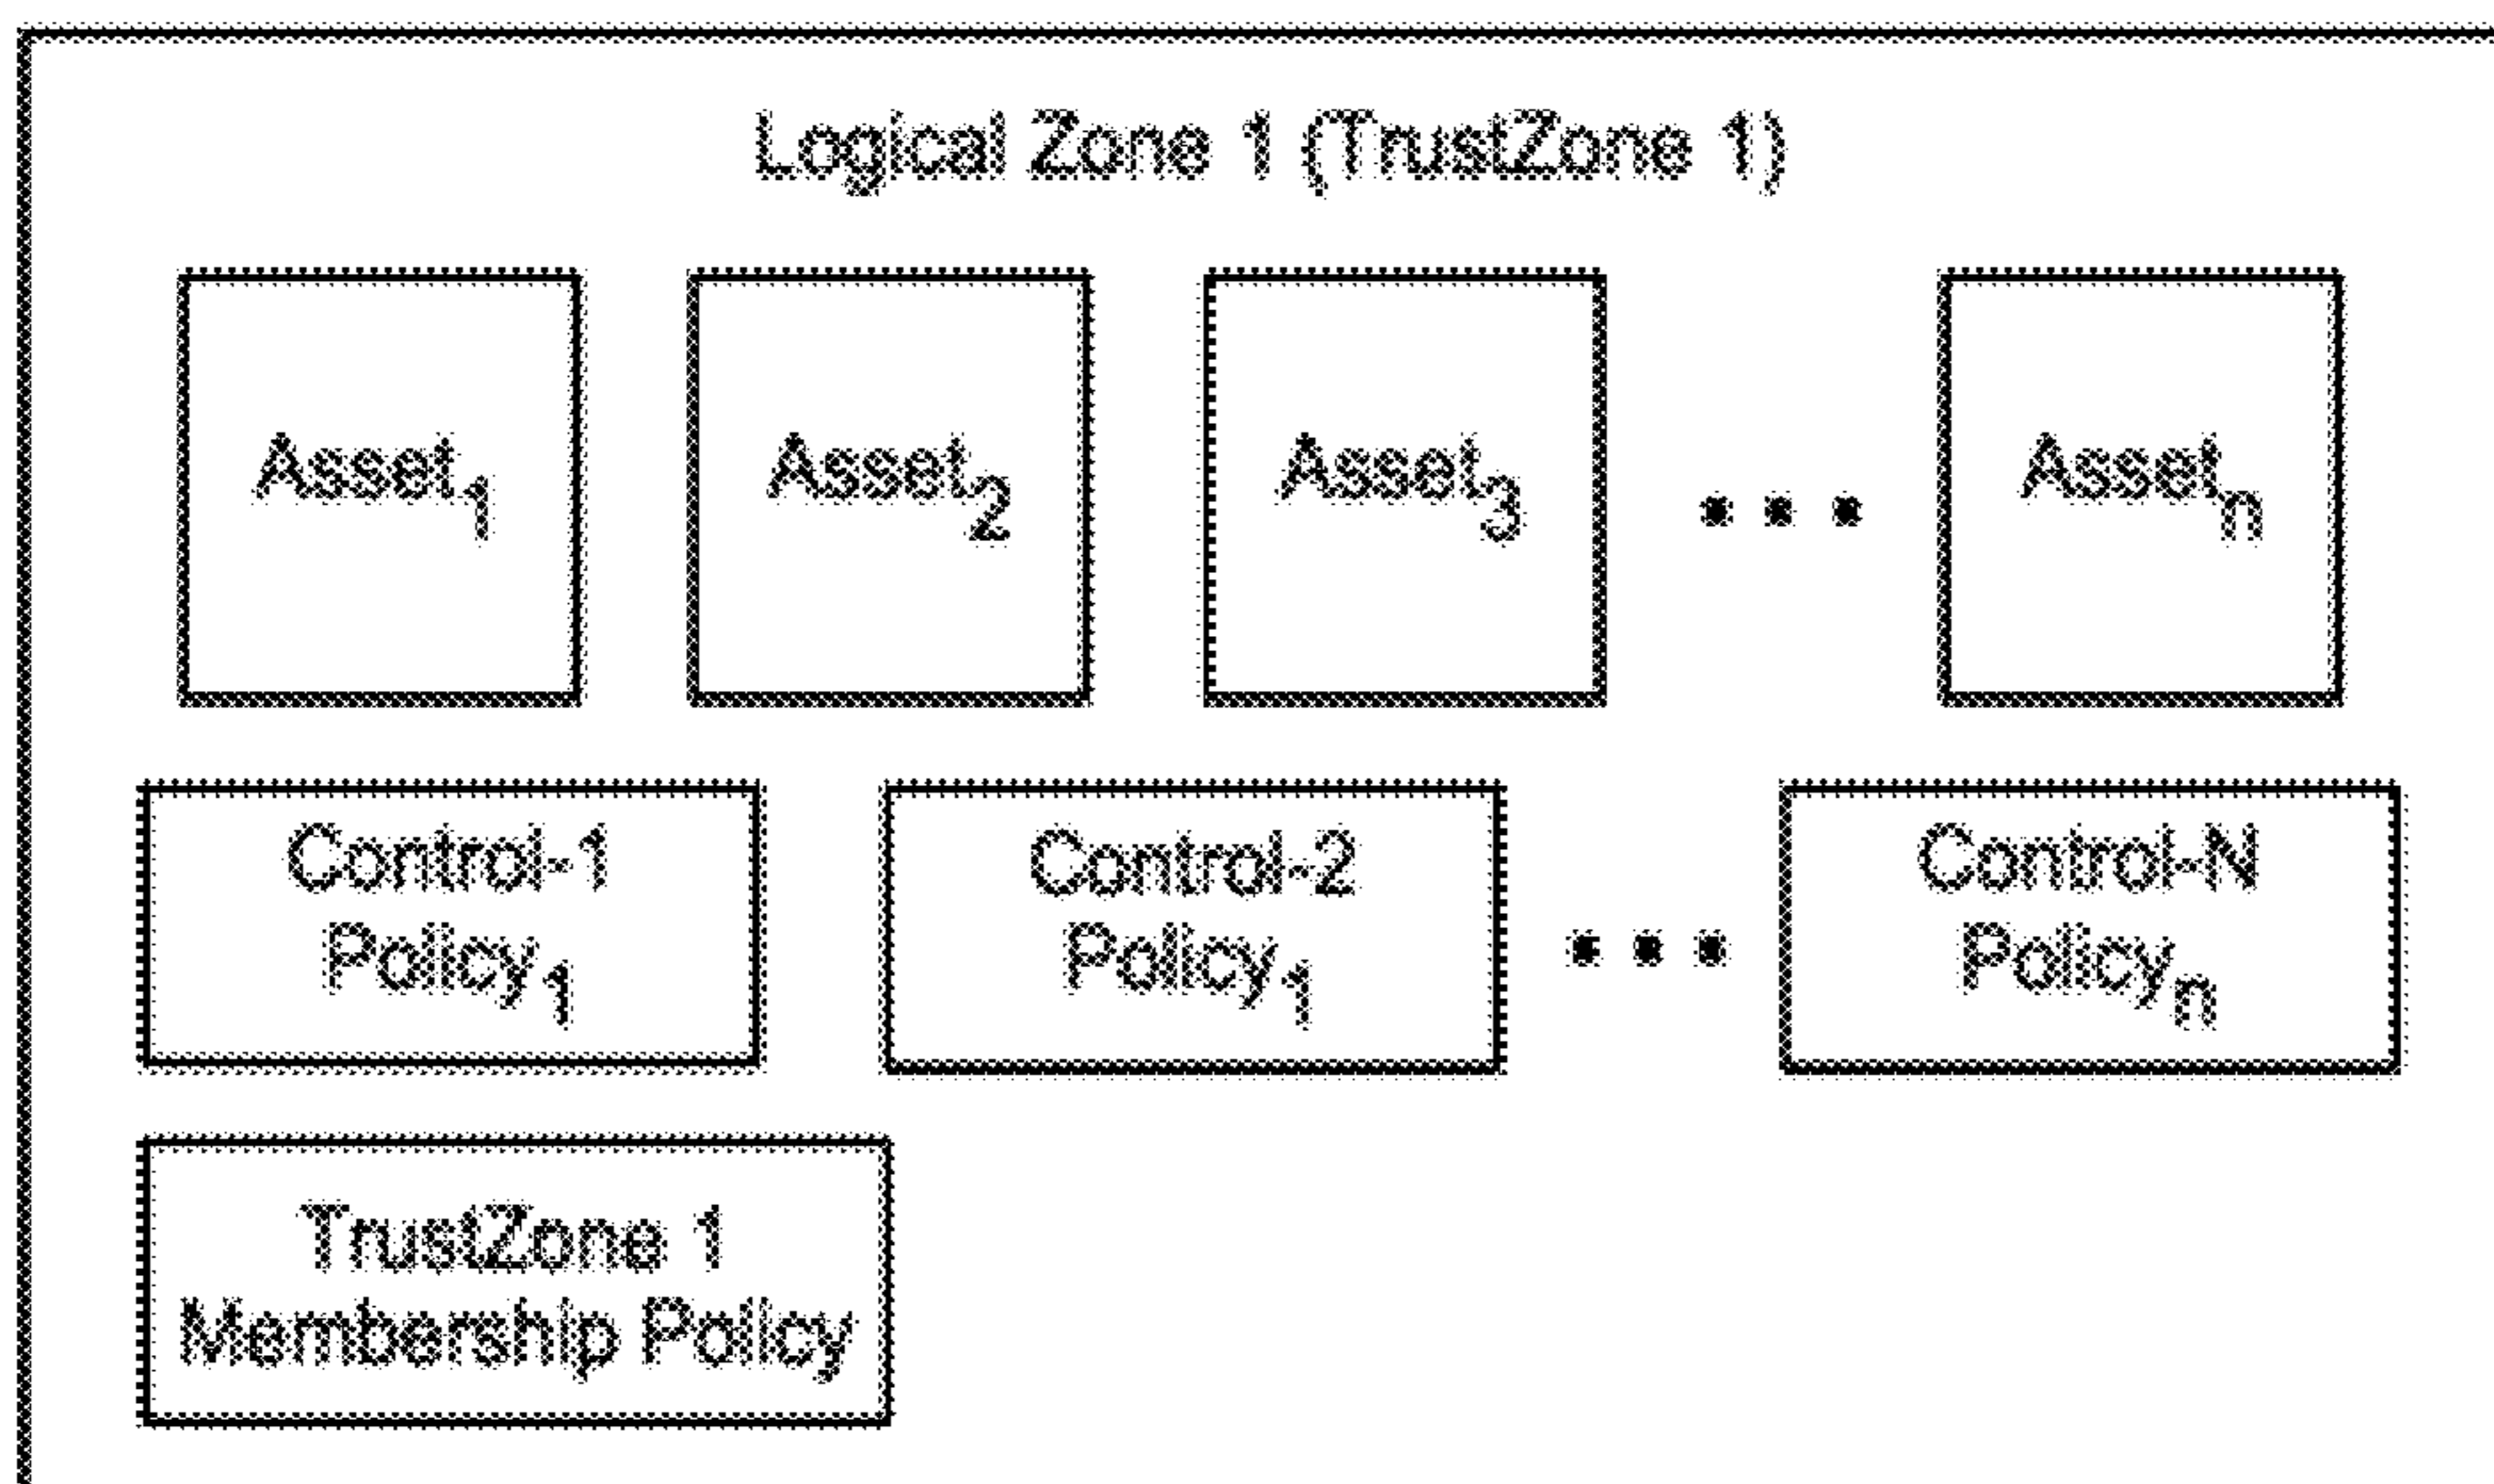 Logical Zone 1 (TrustZone 1)
Asset1
Asset2
Asset3
Assetn
Control-1
Policy1
Control-2
Policy1
Control-N
Policyn
TrustZone 1
Membership Policy